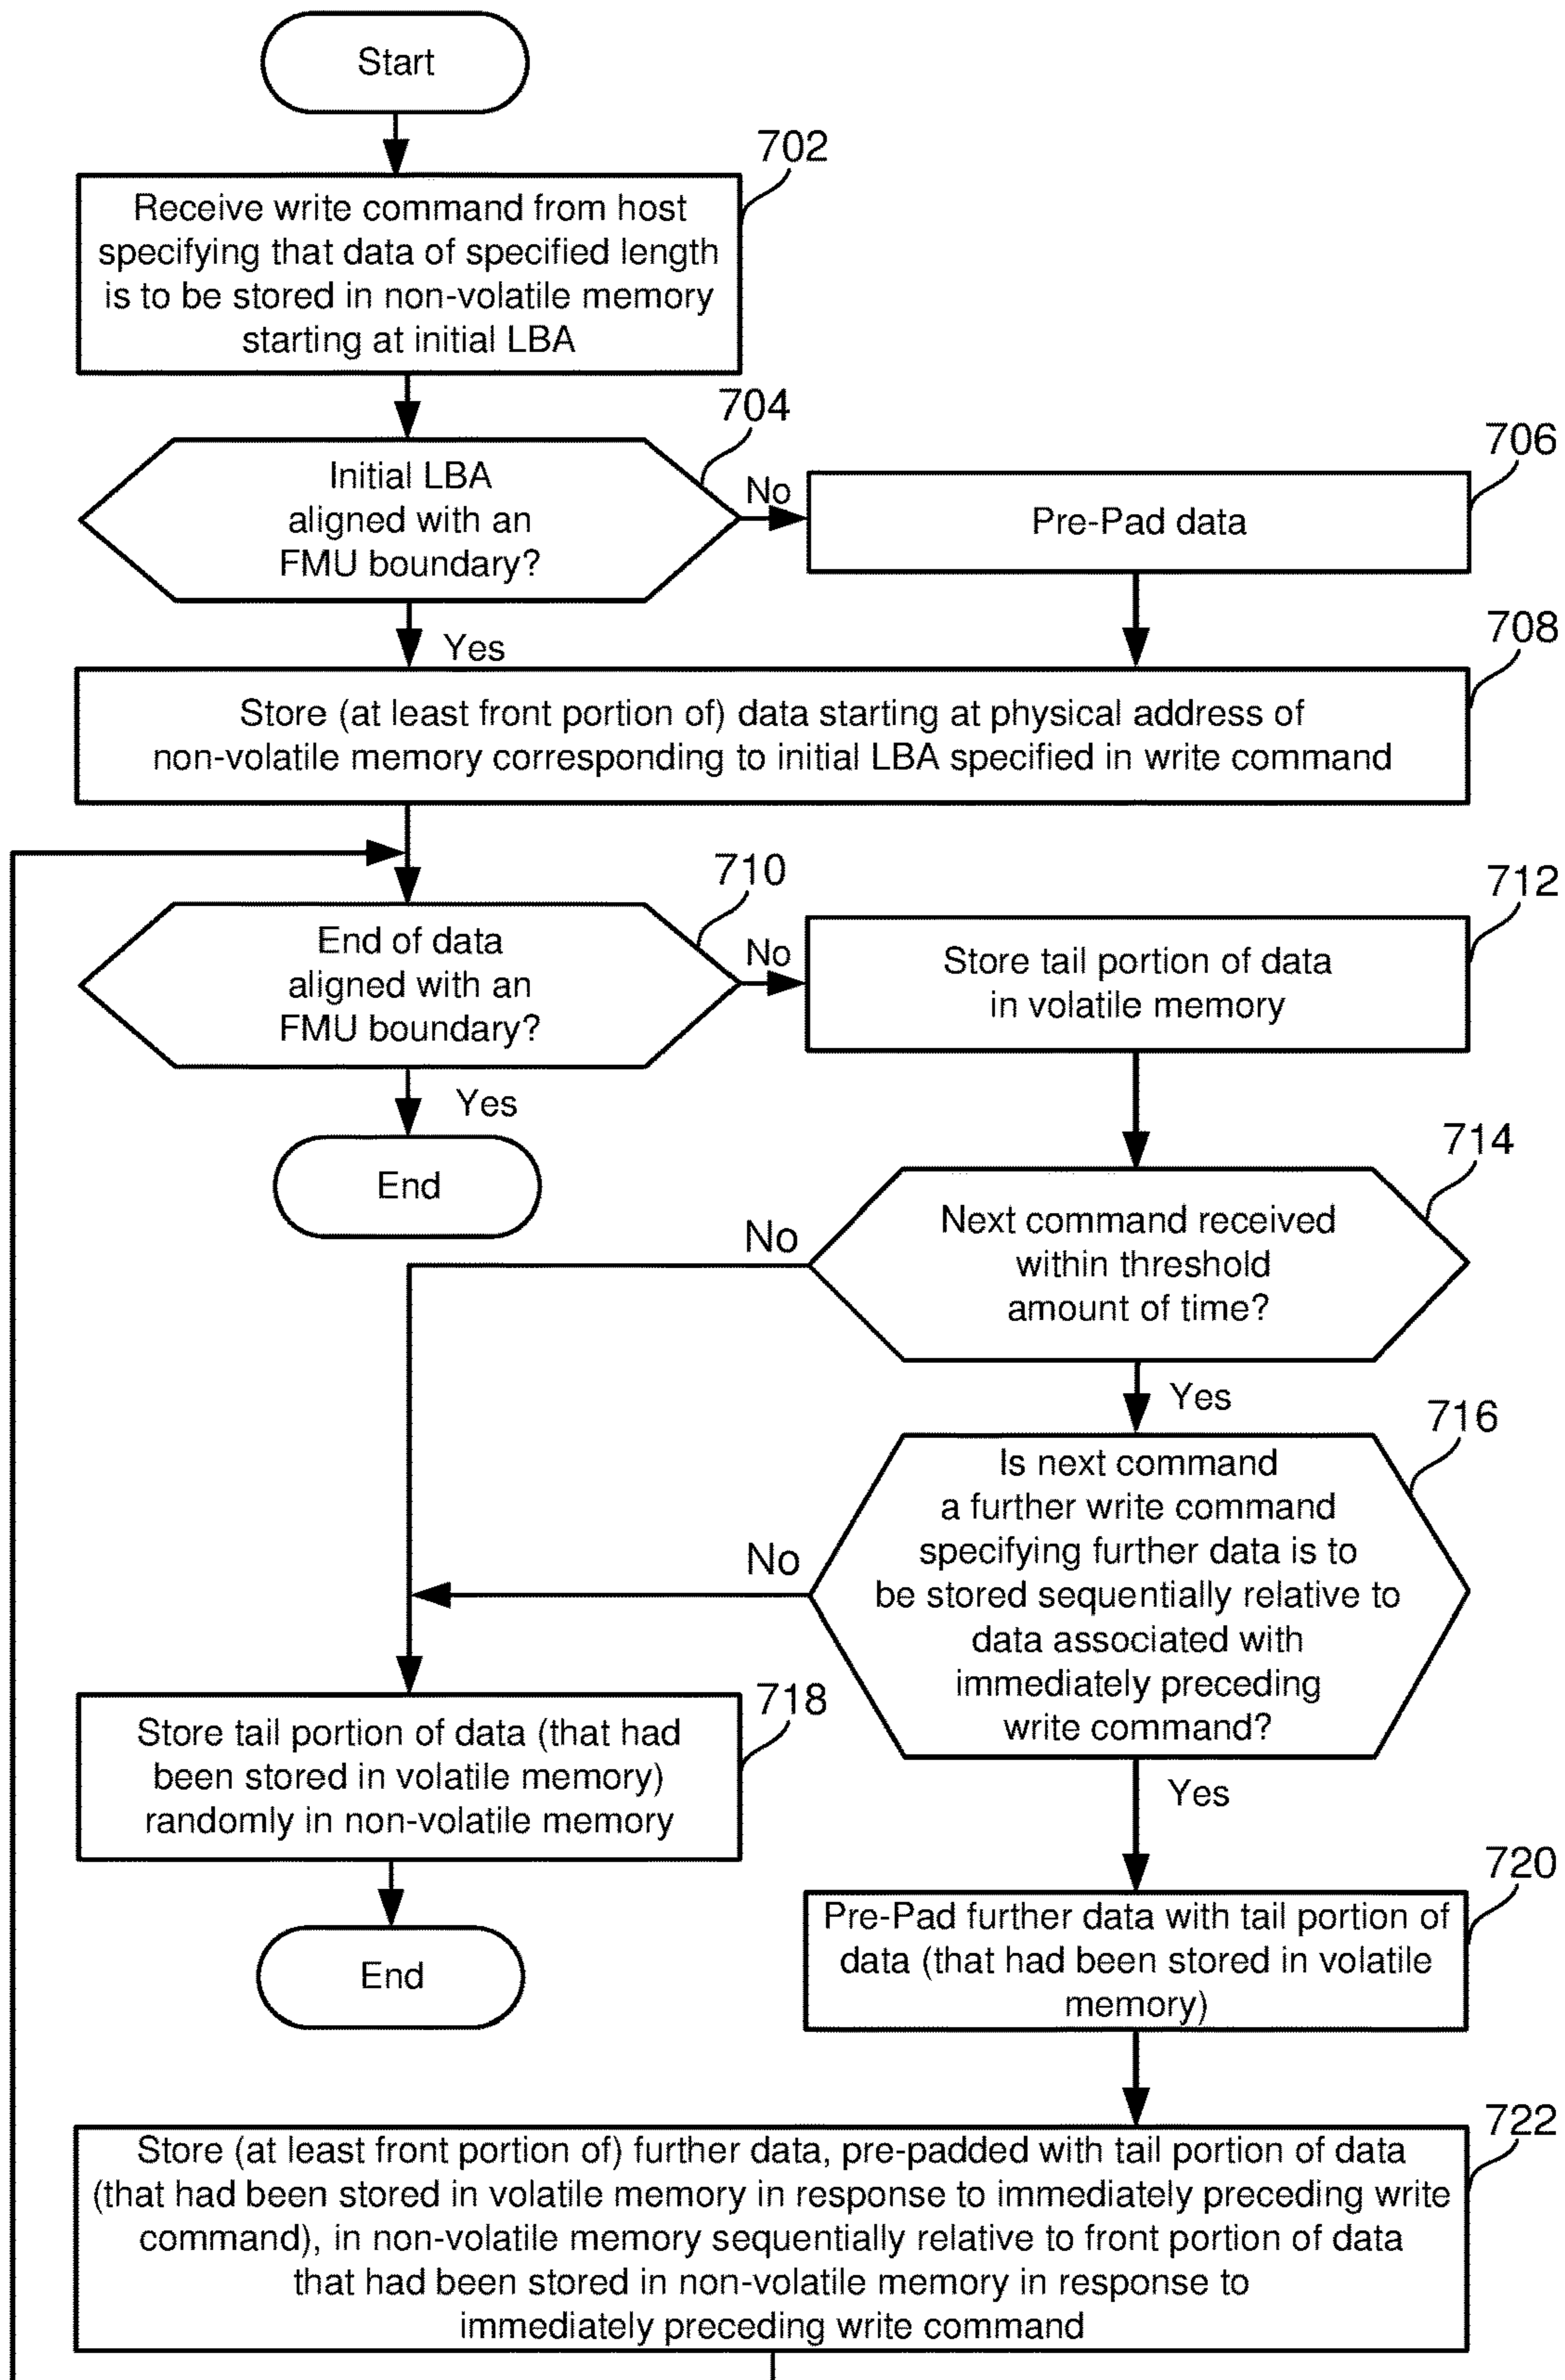 Start
702
Receive write command from host
specifying that data of specified length
is to be stored in non-volatile memory
starting at initial LBA
704
Initial LBA
aligned with an
FMU boundary?
No
706
Pre-Pad data
Yes
708
Store (at least front portion of) data starting at physical address of
non-volatile memory corresponding to initial LBA specified in write command
710
End of data
aligned with an
FMU boundary?
No
712
Store tail portion of data
in volatile memory
Yes
End
714
Next command received
within threshold
amount of time?
No
Yes
716
Is next command
a further write command
specifying further data is to
be stored sequentially relative to
data associated with
immediately preceding
write command?
No
718
Store tail portion of data (that had
been stored in volatile memory)
randomly in non-volatile memory
End
Yes
720
Pre-Pad further data with tail portion of
data (that had been stored in volatile
memory)
722
Store (at least front portion of) further data, pre-padded with tail portion of data
(that had been stored in volatile memory in response to immediately preceding write
command), in non-volatile memory sequentially relative to front portion of data
that had been stored in non-volatile memory in response to
immediately preceding write command